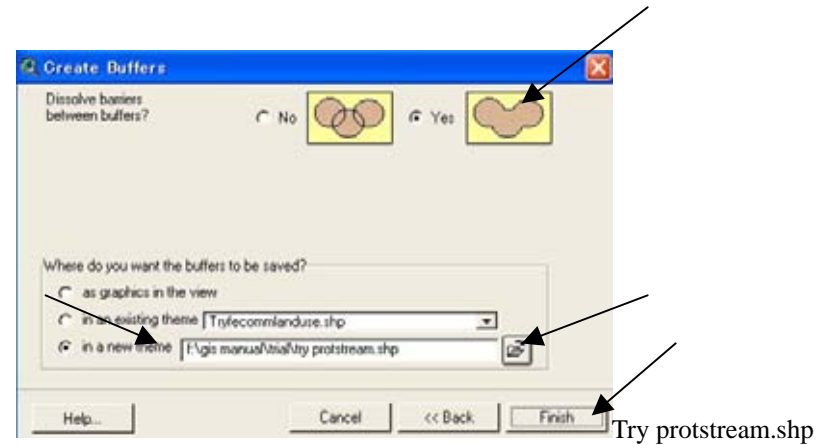 Create Buffers
Dissolve barriers
between buffers?
No
Yes
Where do you want the buffers to be saved?
as graphics in the view
in an existing theme Tryfecommlanduse.shp
in a new theme f:\gis manual\trial\try protstream.shp
Help...
Cancel
<< Back
Finish
Try protstream.shp